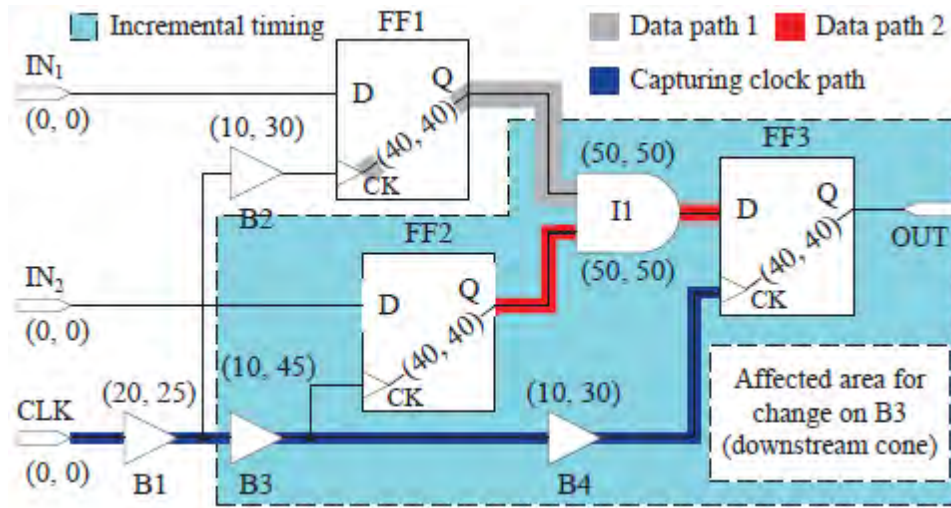 Incremental timing
FF1
Data path 1
Data path 2
Capturing clock path
IN1
(0, 0)
D
Q
(40, 40)
CK
(10, 30)
B2
(50, 50)
I1
(50, 50)
FF3
D
Q
(40, 40)
CK
OUT
IN2
(0, 0)
FF2
D
Q
(40, 40)
CK
(10, 45)
CLK
(0, 0)
(20, 25)
B1
B3
(10, 30)
B4
Affected area for
change on B3
(downstream cone)